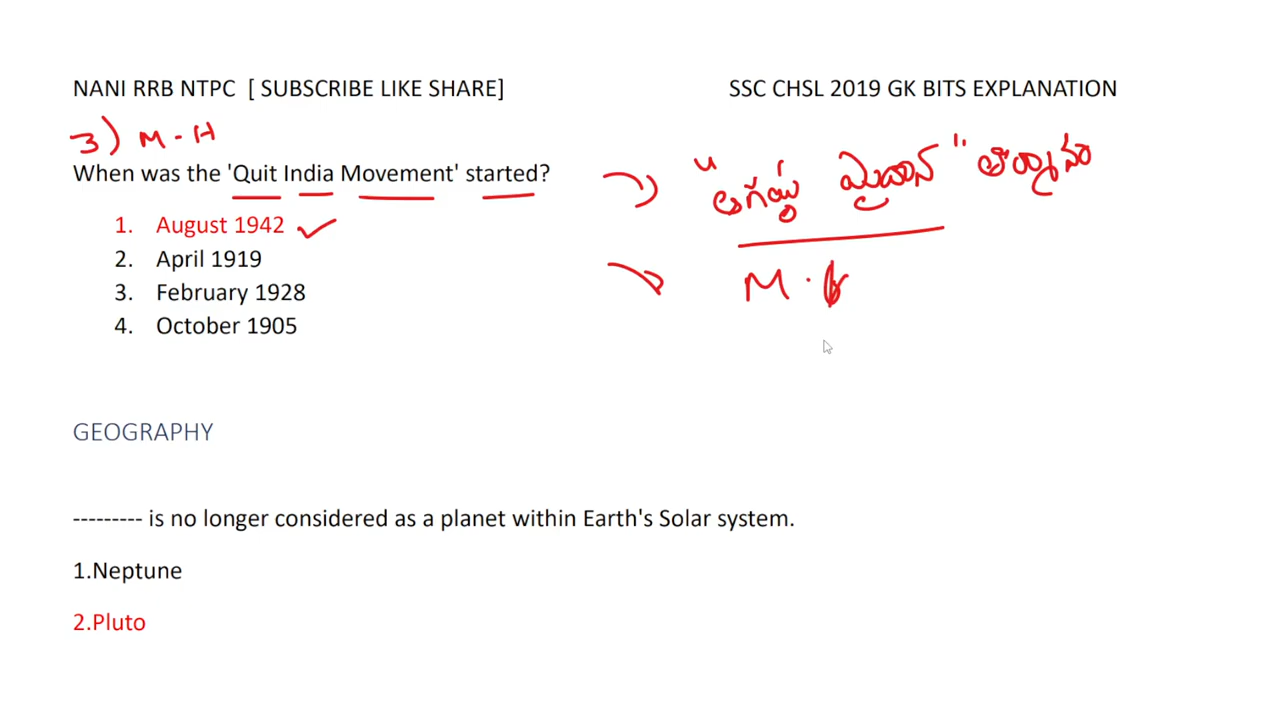 NANI RRB NTPC [ SUBSCRIBE LIKE SHARE]
SSC CHSL 2019 GK BITS EXPLANATION
3) M - H
When was the 'Quit India Movement' started?
1. August 1942
2. April 1919
3. February 1928
4. October 1905
M.
GEOGRAPHY
--------- is no longer considered as a planet within Earth's Solar system.
1.Neptune
2.Pluto